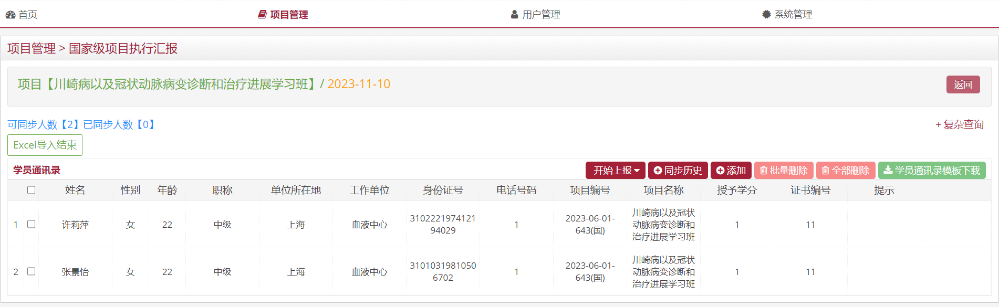 首页 项目管理 用户管理 系统管理
项目管理 > 国家级项目执行汇报
项目【川崎病以及冠状动脉病变诊断和治疗进展学习班】/ 2023-11-10 返回
可同步人数【2】已同步人数【0】 + 复杂查询
Excel导入结束
学员通讯录 开始上报 同步历史 添加 批量删除 全部删除 学员通讯录模板下载
姓名 性别 年龄 职称 单位所在地 工作单位 身份证号 电话号码 项目编号 项目名称 授予学分 证书编号 提示
1 许莉萍 女 22 中级 上海 血液中心 3102221974121 94029 1 2023-06-01- 643(国) 川崎病以及冠状 动脉病变诊断和 治疗进展学习班 1 11
2 张景怡 女 22 中级 上海 血液中心 3101031981050 6702 1 2023-06-01- 643(国) 川崎病以及冠状 动脉病变诊断和 治疗进展学习班 1 11